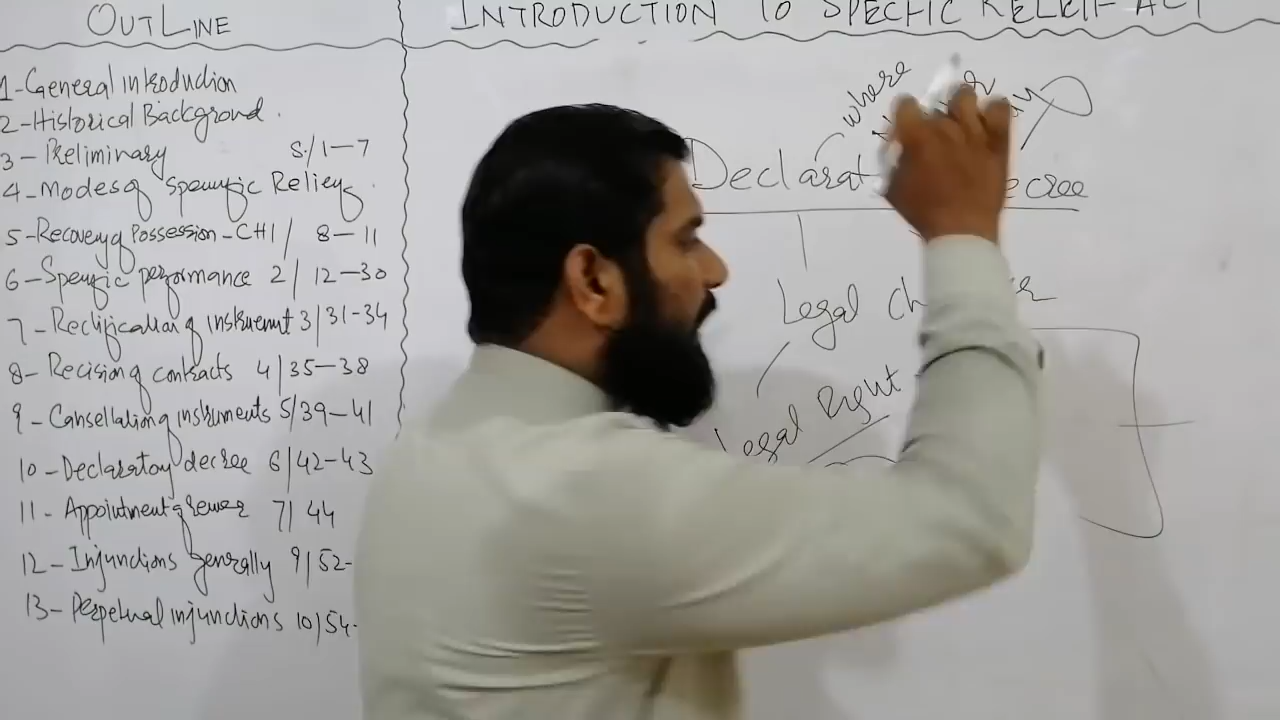 OUTLINE
INTRODUCTION TO SPECFIC RELEIF ACT
1-General introduction
2-Historical Background.
3-Preliminary S./1-7
4-Modes of Specific Relief
5-Recovery of Possession-CH1/ 8-11
6-Specific performance 2/ 12-30
7-Rectification of instrument 3/31-34
8-Recision of contracts 4/35-38
9-Cansellation of instruments 5/39-41
10-Declaratory decree 6/42-43
11-Appointment of 7/ 44
12-Injunctions generally 9/52-
13-Perpetual injunctions 10/54-
where
Declarat ecree
Legal Ch
Legal Right